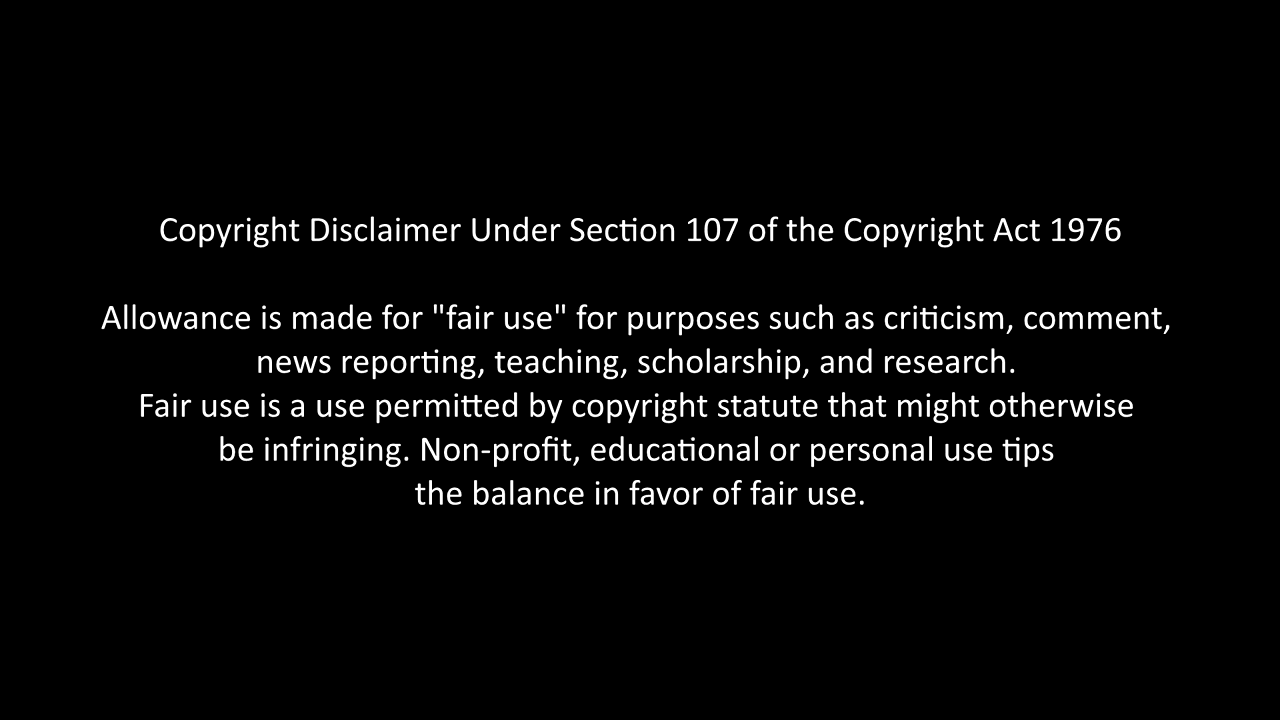 Copyright Disclaimer Under Section 107 of the Copyright Act 1976
Allowance is made for "fair use" for purposes such as criticism, comment,
news reporting, teaching, scholarship, and research.
Fair use is a use permitted by copyright statute that might otherwise
be infringing. Non-profit, educational or personal use tips
the balance in favor of fair use.